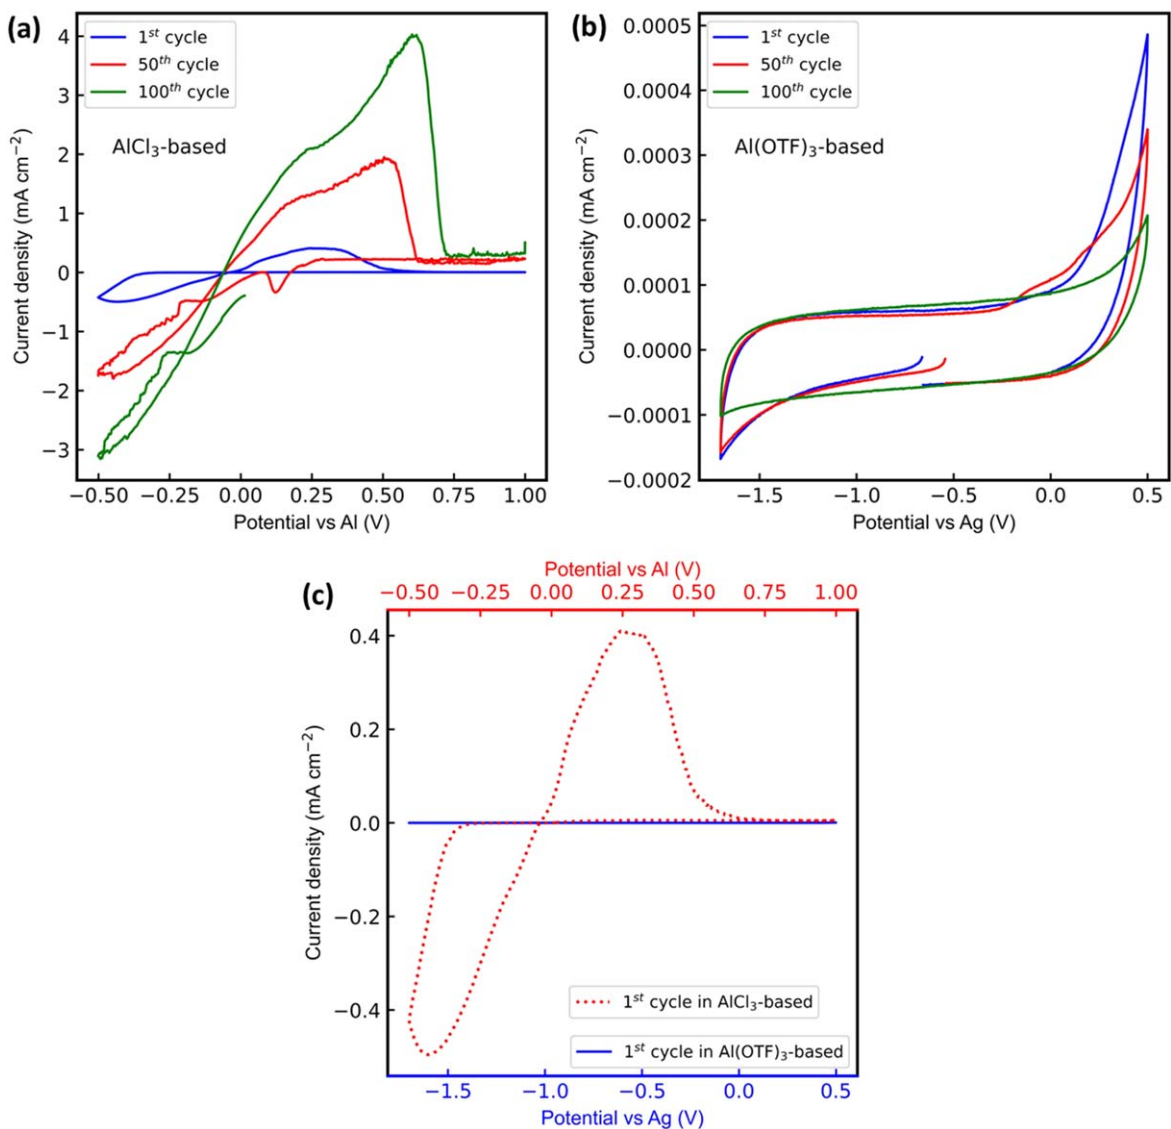 (a)
1st cycle
50th cycle
100th cycle
AlCl3-based
Current density (mA cm−2)
4
3
2
1
0
−1
−2
−3
−0.50 −0.25 0.00 0.25 0.50 0.75 1.00
Potential vs Al (V)
(b)
1st cycle
50th cycle
100th cycle
Al(OTF)3-based
Current density (mA cm−2)
0.0005
0.0004
0.0003
0.0002
0.0001
0.0000
−0.0001
−0.0002
−1.5 −1.0 −0.5 0.0 0.5
Potential vs Ag (V)
(c)
Potential vs Al (V)
−0.50 −0.25 0.00 0.25 0.50 0.75 1.00
Current density (mA cm−2)
0.4
0.2
0.0
−0.2
−0.4
1st cycle in AlCl3-based
1st cycle in Al(OTF)3-based
−1.5 −1.0 −0.5 0.0 0.5
Potential vs Ag (V)